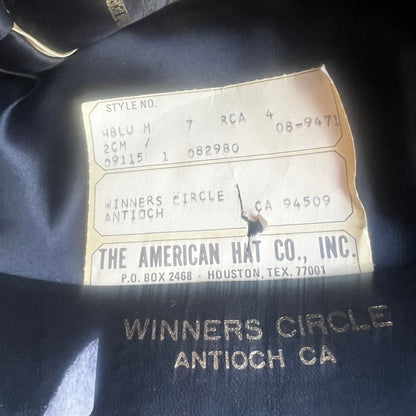 STYLE NO.
HBLU M 7 RCA 4 08-9471
2CM /
09115 1 082980
WINNERS CIRCLE
ANTIOCH CA 94509
THE AMERICAN HAT CO., INC.
P.O. BOX 2468 - HOUSTON, TEX. 77001
WINNERS CIRCLE
ANTIOCH CA